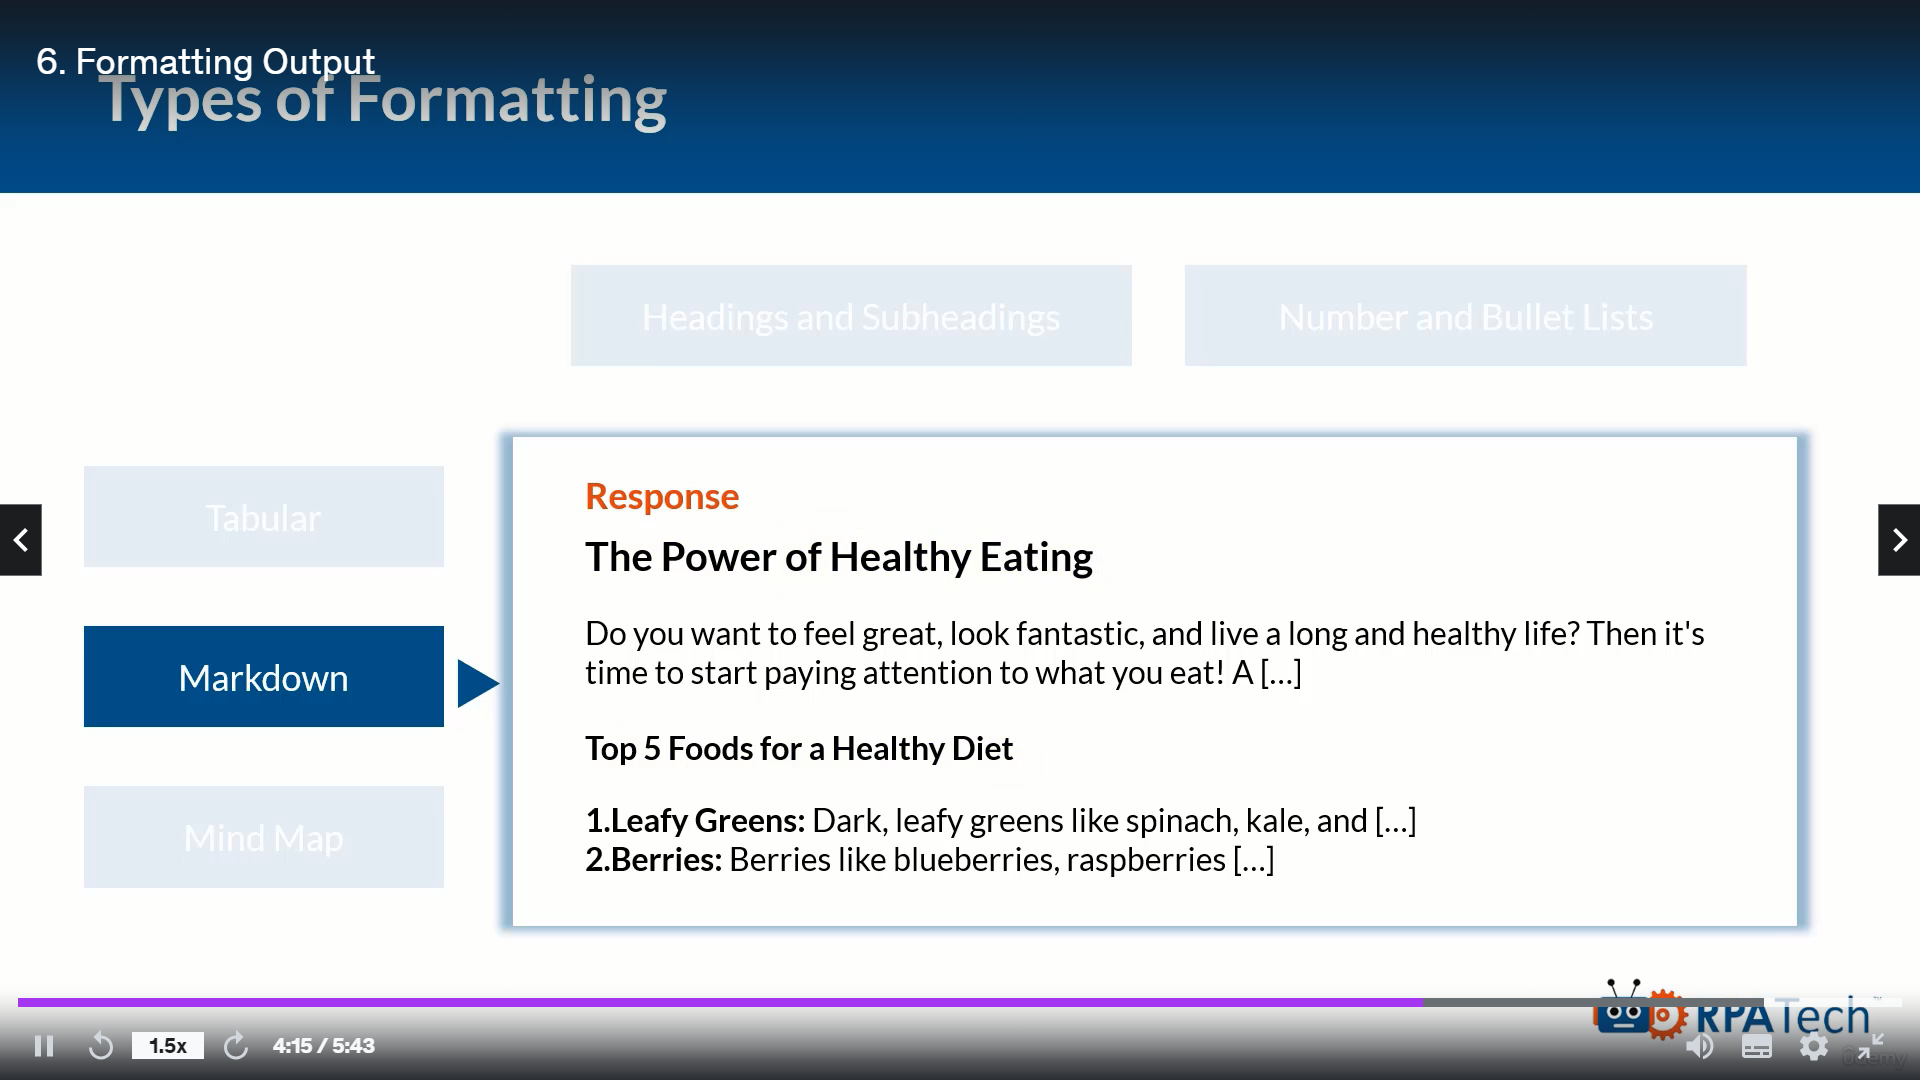 6. Formatting Output
Types of Formatting
Headings and Subheadings
Number and Bullet Lists
Tabular
Markdown
Mind Map
Response
The Power of Healthy Eating
Do you want to feel great, look fantastic, and live a long and healthy life? Then it's
time to start paying attention to what you eat! A [...]
Top 5 Foods for a Healthy Diet
1.Leafy Greens: Dark, leafy greens like spinach, kale, and [...]
2.Berries: Berries like blueberries, raspberries [...]
RPATech
1.5x
4:15 / 5:43
Udemy